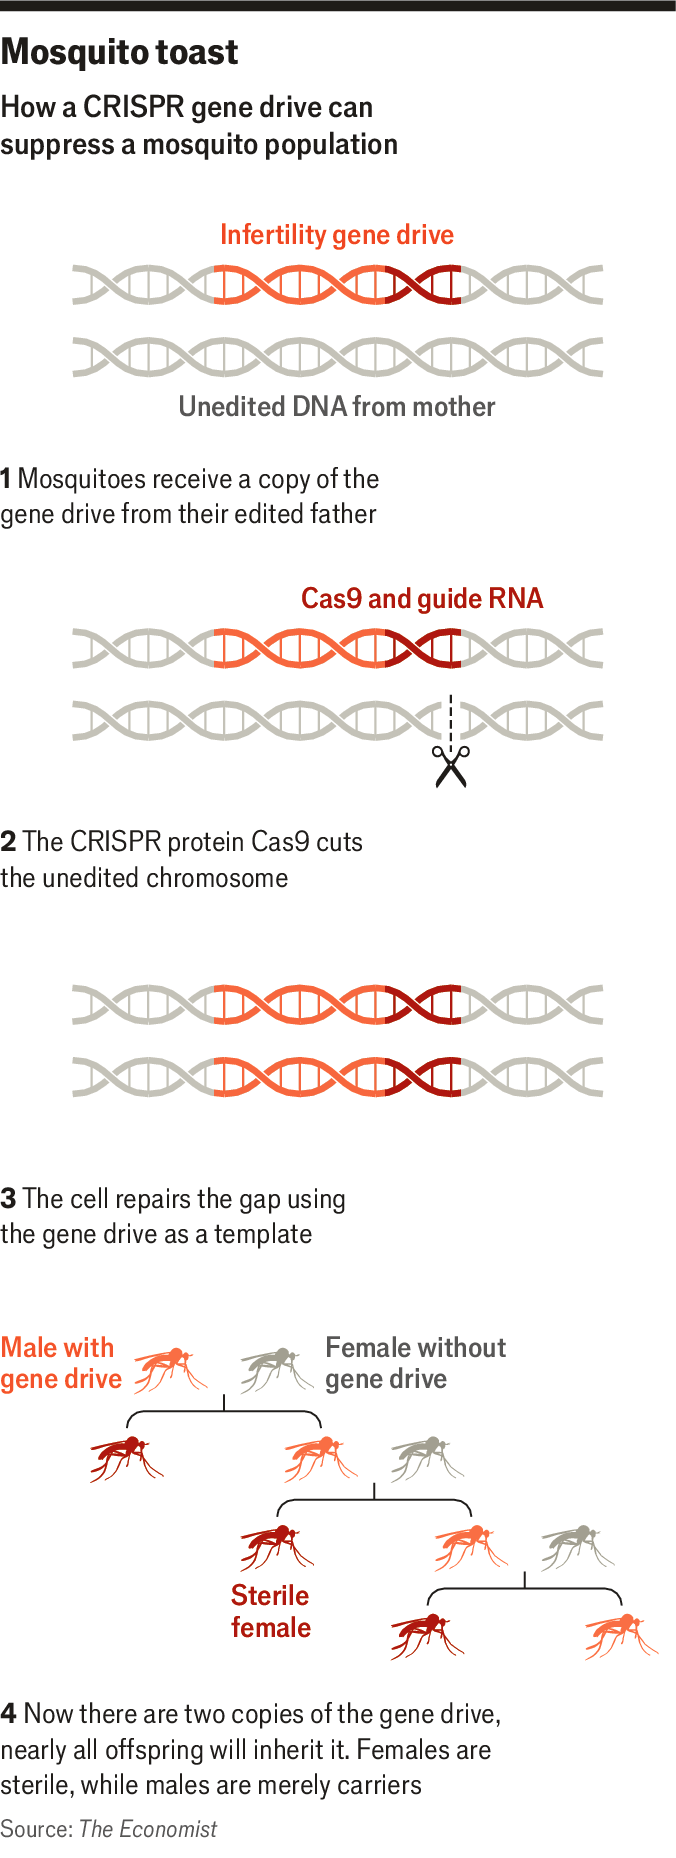 Mosquito toast
How a CRISPR gene drive can
suppress a mosquito population
Infertility gene drive
Unedited DNA from mother
1 Mosquitoes receive a copy of the
gene drive from their edited father
Cas9 and guide RNA
2 The CRISPR protein Cas9 cuts
the unedited chromosome
3 The cell repairs the gap using
the gene drive as a template
Male with
gene drive
Female without
gene drive
Sterile
female
4 Now there are two copies of the gene drive,
nearly all offspring will inherit it. Females are
sterile, while males are merely carriers
Source: The Economist